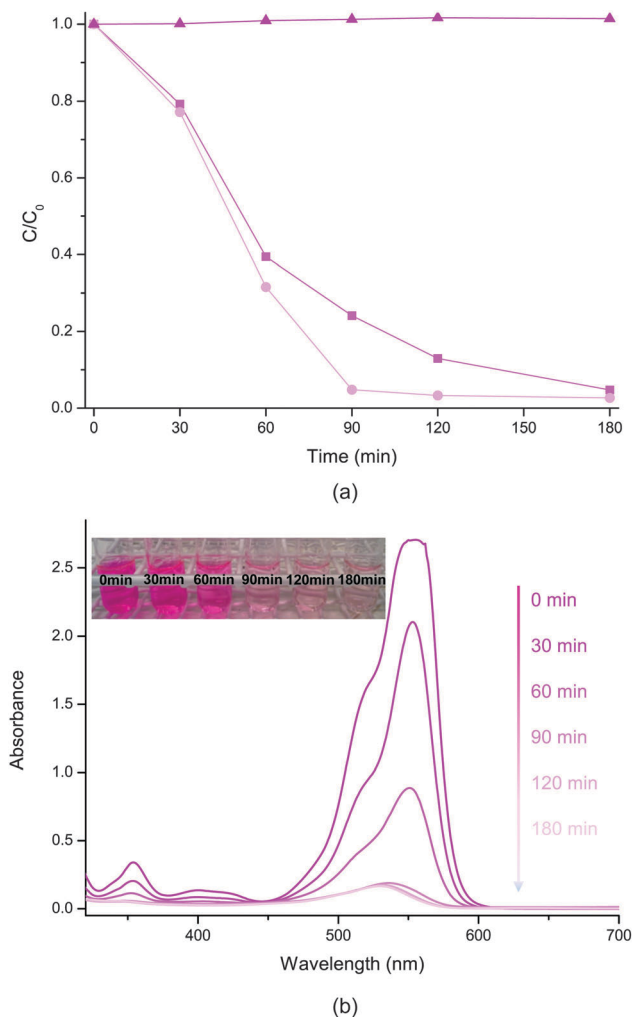 1.0
0.8
0.6
0.4
0.2
0.0
C/C0
0 30 60 90 120 150 180
Time (min)
(a)
2.5
2.0
1.5
1.0
0.5
0.0
Absorbance
0min 30min 60min 90min 120min 180min
0 min
30 min
60 min
90 min
120 min
180 min
400 500 600 700
Wavelength (nm)
(b)